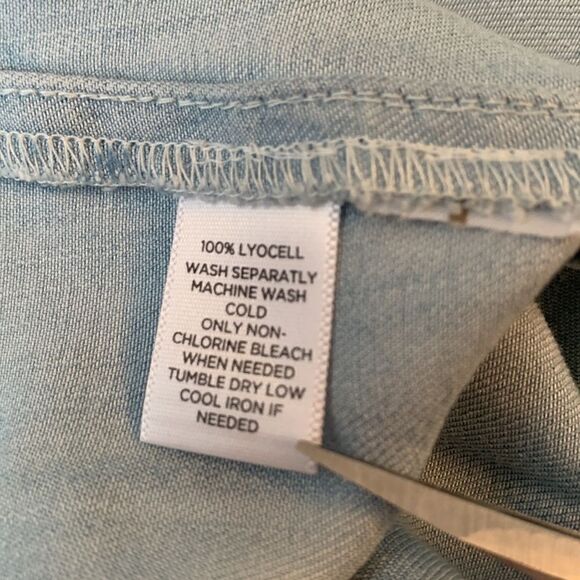 100% LYOCELL
WASH SEPARATLY
MACHINE WASH
COLD
ONLY NON-
CHLORINE BLEACH
WHEN NEEDED
TUMBLE DRY LOW
COOL IRON IF
NEEDED